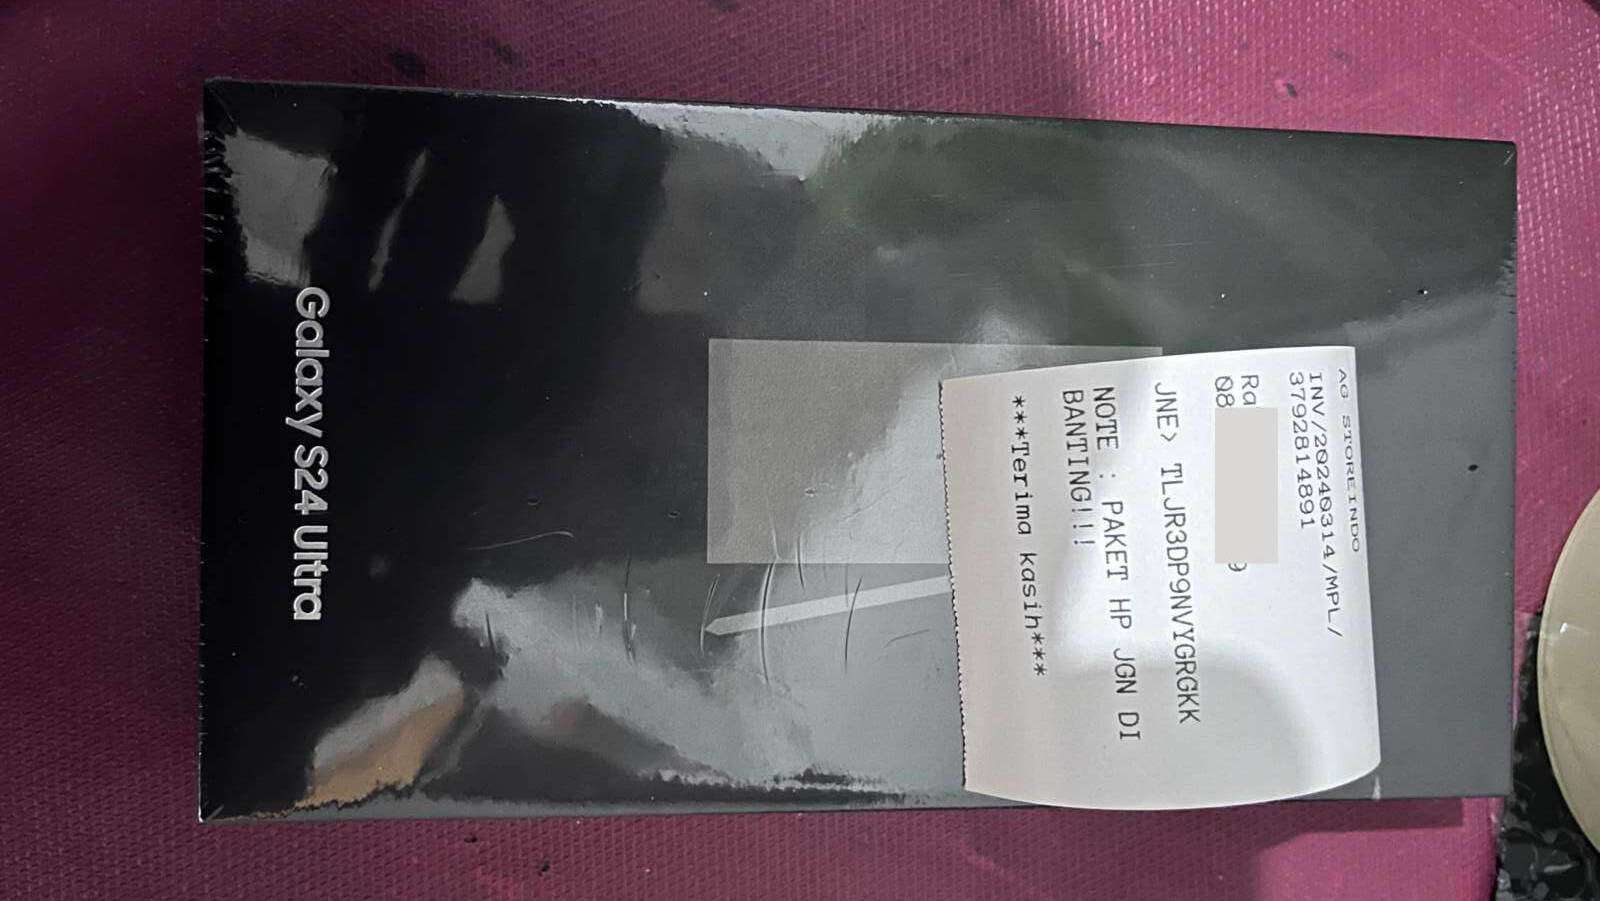 Galaxy S24 Ultra
AG STOREINDO
INV/20240314/MPL/
3792814891
Ra
08 9
JNE> TLJR3DP9NVYGRGKK
NOTE : PAKET HP JGN DI
BANTING!!!
***Terima kasih***